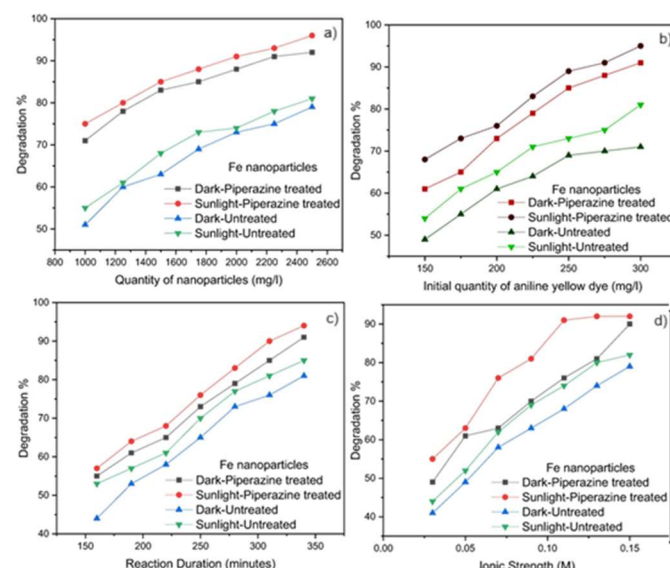 a)
100
90
80
70
60
50
Degradation %
Fe nanoparticles
Dark-Piperazine treated
Sunlight-Piperazine treated
Dark-Untreated
Sunlight-Untreated
800 1000 1200 1400 1600 1800 2000 2200 2400 2600
Quantity of nanoparticles (mg/l)
b)
100
90
80
70
60
50
Degradation %
Fe nanoparticles
Dark-Piperazine treated
Sunlight-Piperazine treated
Dark-Untreated
Sunlight-Untreated
150 200 250 300
Initial quantity of aniline yellow dye (mg/l)
c)
100
90
80
70
60
50
40
Degradation %
Fe nanoparticles
Dark-Piperazine treated
Sunlight-Piperazine treated
Dark-Untreated
Sunlight-Untreated
150 200 250 300 350
Reaction Duration (minutes)
d)
90
80
70
60
50
40
Degradation %
Fe nanoparticles
Dark-Piperazine treated
Sunlight-Piperazine treated
Dark-Untreated
Sunlight-Untreated
0.00 0.05 0.10 0.15
Ionic Strength (M)